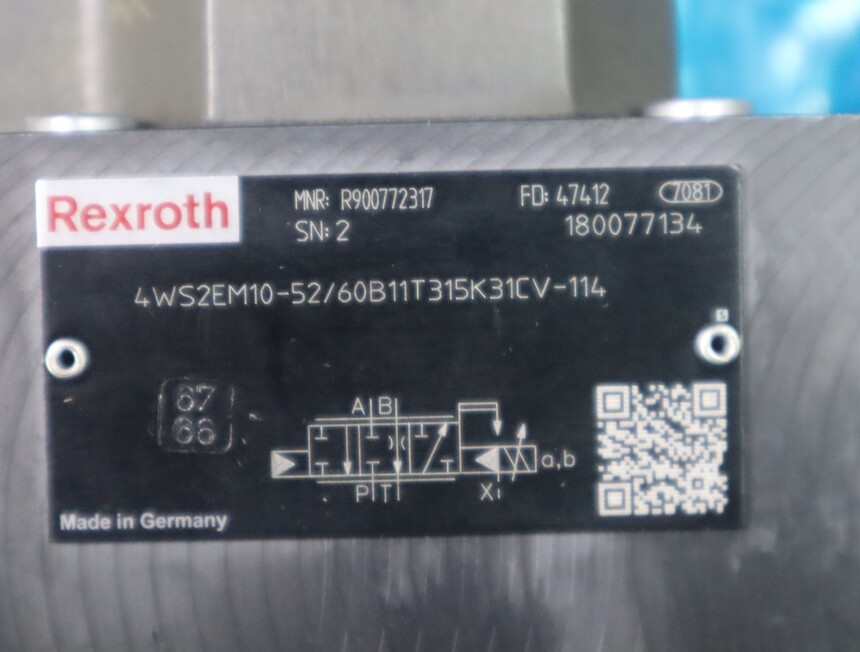 Rexroth
MNR: R900772317 FD: 47412 7081
SN: 2 180077134
4WS2EM10-52/60B11T315K31CV-114
S
67
66
A B
a,b
P T X
Made in Germany